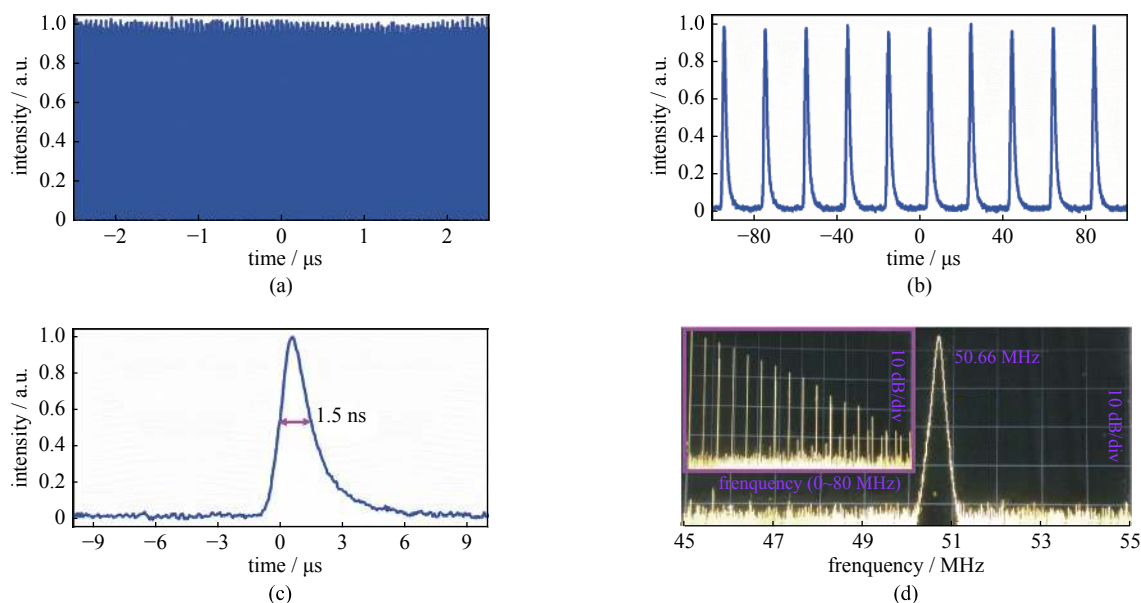 1.0
0.8
0.6
0.4
0.2
0
intensity / a.u.
−2 −1 0 1 2
time / μs
(a)
1.0
0.8
0.6
0.4
0.2
0
intensity / a.u.
−80 −40 0 40 80
time / μs
(b)
1.0
0.8
0.6
0.4
0.2
0
intensity / a.u.
1.5 ns
−9 −6 −3 0 3 6 9
time / μs
(c)
10 dB/div
50.66 MHz
10 dB/div
frenquency (0~80 MHz)
45 47 49 51 53 55
frenquency / MHz
(d)